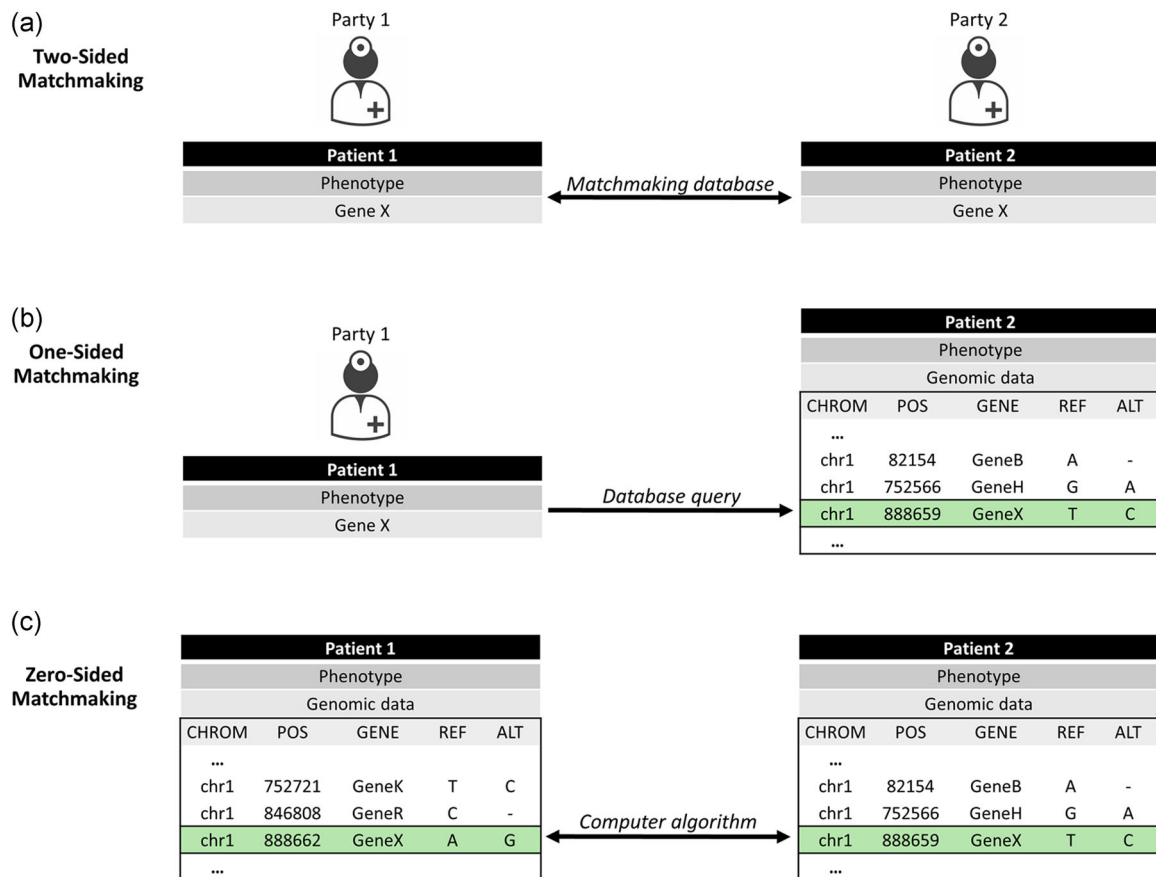 (a)
Two-Sided
Matchmaking
Party 1
Party 2
Patient 1
Phenotype
Gene X
Matchmaking database
Patient 2
Phenotype
Gene X
(b)
One-Sided
Matchmaking
Party 1
Patient 1
Phenotype
Gene X
Database query
Patient 2
Phenotype
Genomic data
CHROM POS GENE REF ALT
...
chr1 82154 GeneB A -
chr1 752566 GeneH G A
chr1 888659 GeneX T C
...
(c)
Zero-Sided
Matchmaking
Patient 1
Phenotype
Genomic data
CHROM POS GENE REF ALT
...
chr1 752721 GeneK T C
chr1 846808 GeneR C -
chr1 888662 GeneX A G
...
Computer algorithm
Patient 2
Phenotype
Genomic data
CHROM POS GENE REF ALT
...
chr1 82154 GeneB A -
chr1 752566 GeneH G A
chr1 888659 GeneX T C
...